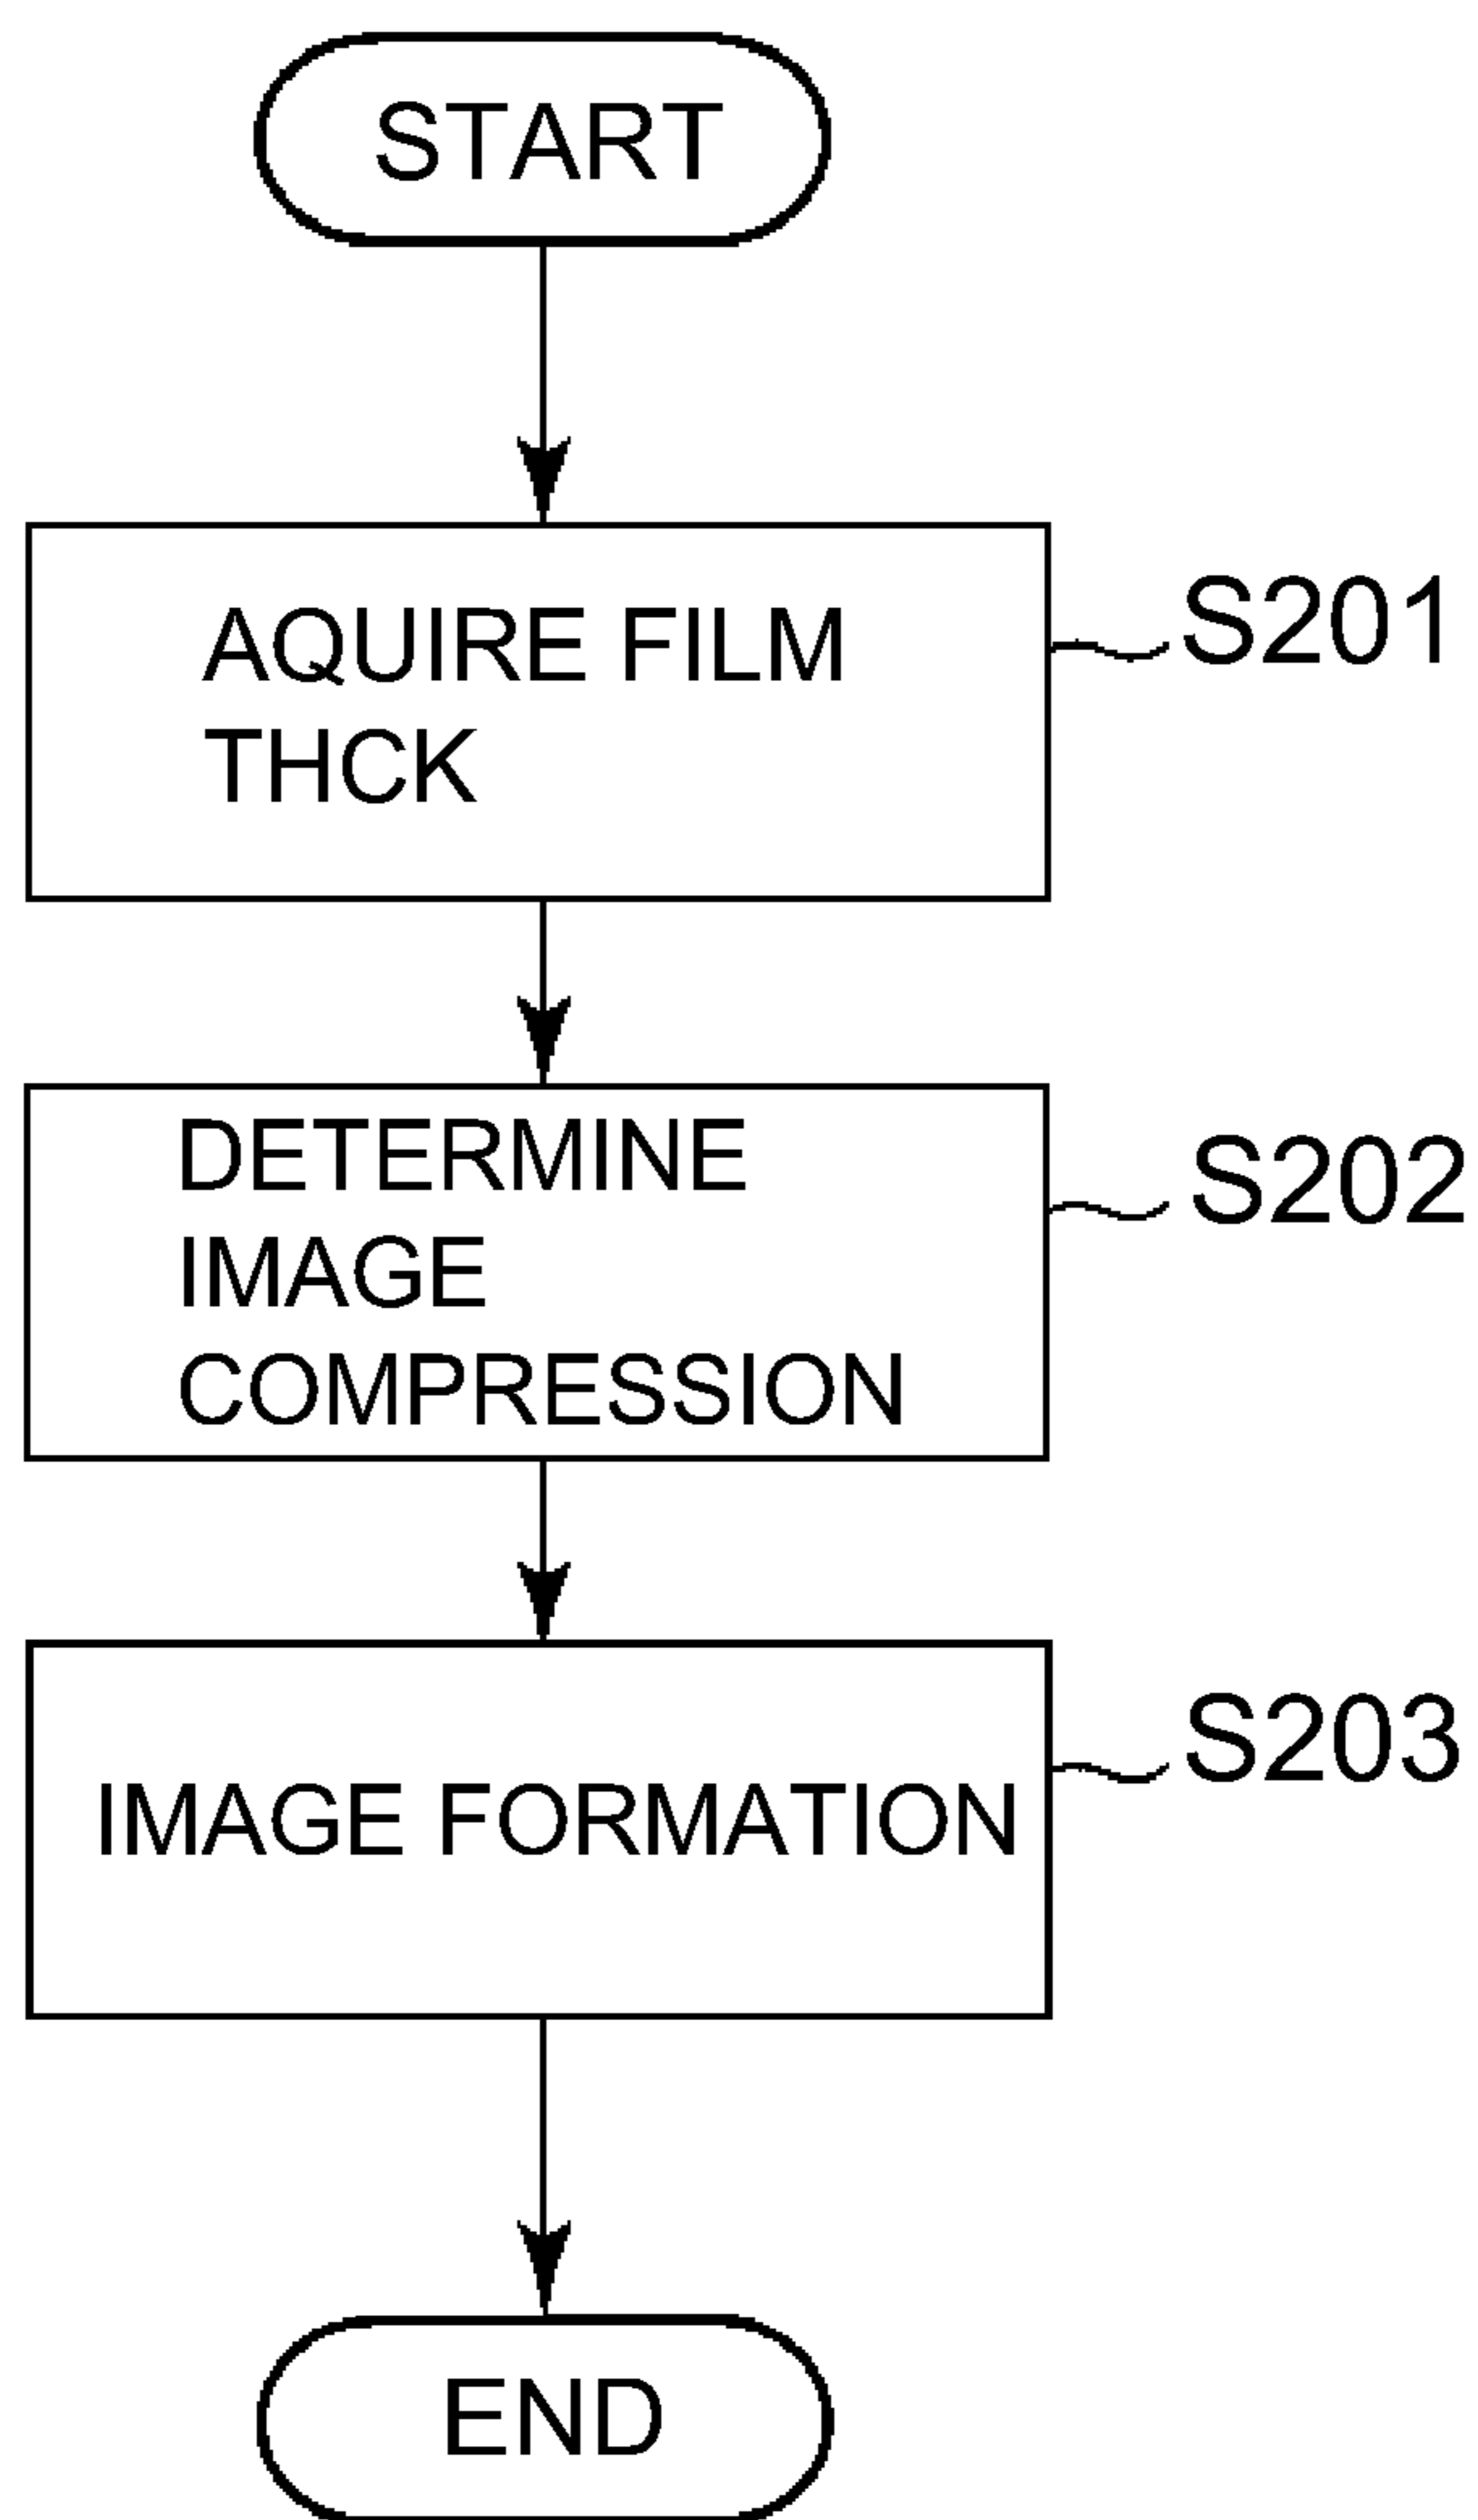 START
AQUIRE FILM
THCK
S201
DETERMINE
IMAGE
COMPRESSION
S202
IMAGE FORMATION
S203
END